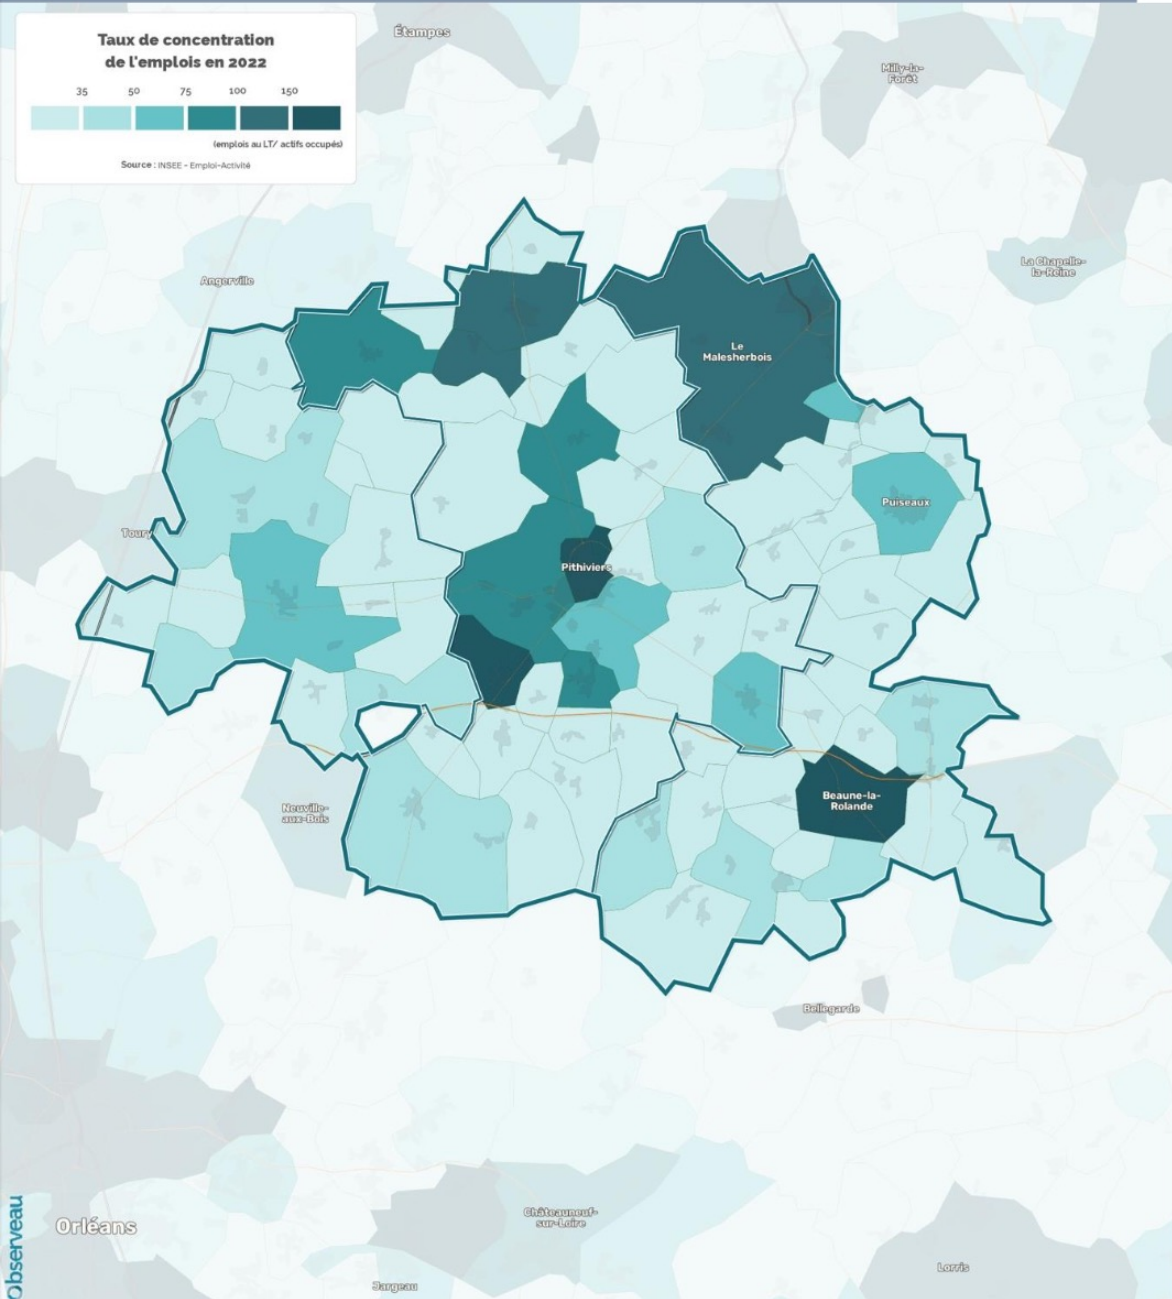 Taux de concentration
de l'emplois en 2022
35 50 75 100 150
(emplois au LT/ actifs occupés)
Source : INSEE - Emploi-Activité
Étampes
Milly-la-
Forêt
Angerville
La Chapelle-
la-Reine
Le
Malesherbois
Puiseaux
Toury
Pithiviers
Neuville-
aux-Bois
Beaune-la-
Rolande
Bellegarde
Orléans
Châteauneuf-
sur-Loire
Lorris
Jargeau
Observeau